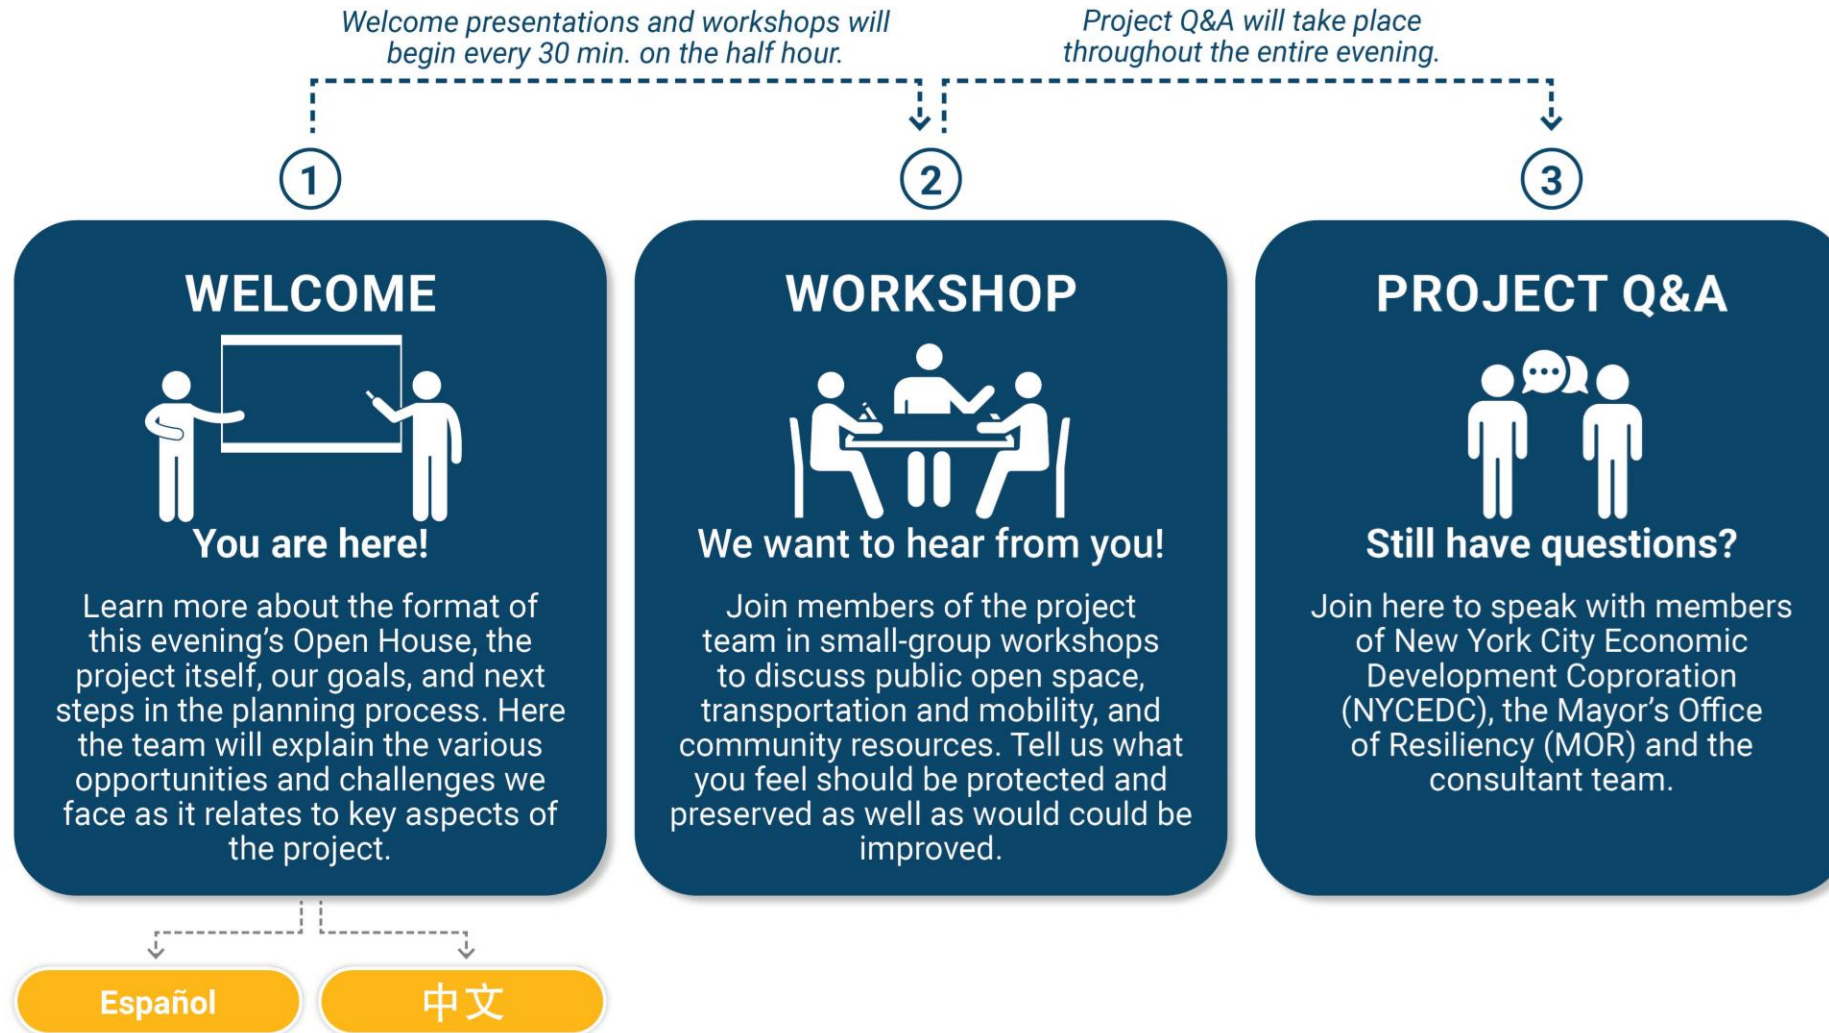 Welcome presentations and workshops will
begin every 30 min. on the half hour.
Project Q&A will take place
throughout the entire evening.
1
2
3
WELCOME
You are here!
Learn more about the format of
this evening’s Open House, the
project itself, our goals, and next
steps in the planning process. Here
the team will explain the various
opportunities and challenges we
face as it relates to key aspects of
the project.
WORKSHOP
We want to hear from you!
Join members of the project
team in small-group workshops
to discuss public open space,
transportation and mobility, and
community resources. Tell us what
you feel should be protected and
preserved as well as would could be
improved.
PROJECT Q&A
Still have questions?
Join here to speak with members
of New York City Economic
Development Coproration
(NYCEDC), the Mayor’s Office
of Resiliency (MOR) and the
consultant team.
Español
中文